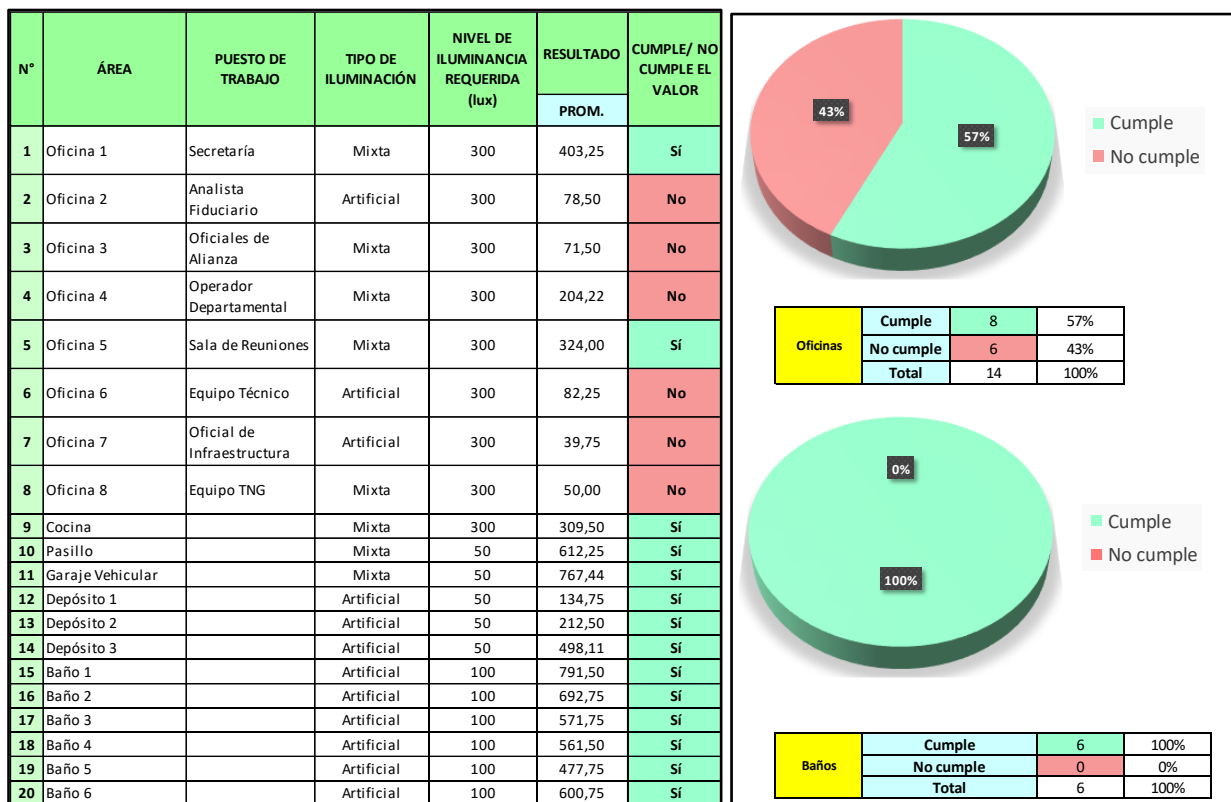 N° ÁREA PUESTO DE TRABAJO TIPO DE ILUMINACIÓN NIVEL DE ILUMINANCIA REQUERIDA (lux) RESULTADO CUMPLE/ NO CUMPLE EL VALOR
PROM.
1 Oficina 1 Secretaría Mixta 300 403,25 Sí
2 Oficina 2 Analista Fiduciario Artificial 300 78,50 No
3 Oficina 3 Oficiales de Alianza Mixta 300 71,50 No
4 Oficina 4 Operador Departamental Mixta 300 204,22 No
5 Oficina 5 Sala de Reuniones Mixta 300 324,00 Sí
6 Oficina 6 Equipo Técnico Artificial 300 82,25 No
7 Oficina 7 Oficial de Infraestructura Artificial 300 39,75 No
8 Oficina 8 Equipo TNG Mixta 300 50,00 No
9 Cocina Mixta 300 309,50 Sí
10 Pasillo Mixta 50 612,25 Sí
11 Garaje Vehicular Mixta 50 767,44 Sí
12 Depósito 1 Artificial 50 134,75 Sí
13 Depósito 2 Artificial 50 212,50 Sí
14 Depósito 3 Artificial 50 498,11 Sí
15 Baño 1 Artificial 100 791,50 Sí
16 Baño 2 Artificial 100 692,75 Sí
17 Baño 3 Artificial 100 571,75 Sí
18 Baño 4 Artificial 100 561,50 Sí
19 Baño 5 Artificial 100 477,75 Sí
20 Baño 6 Artificial 100 600,75 Sí
43%
57%
Cumple
No cumple
Oficinas
Cumple 8 57%
No cumple 6 43%
Total 14 100%
0%
100%
Cumple
No cumple
Baños
Cumple 6 100%
No cumple 0 0%
Total 6 100%